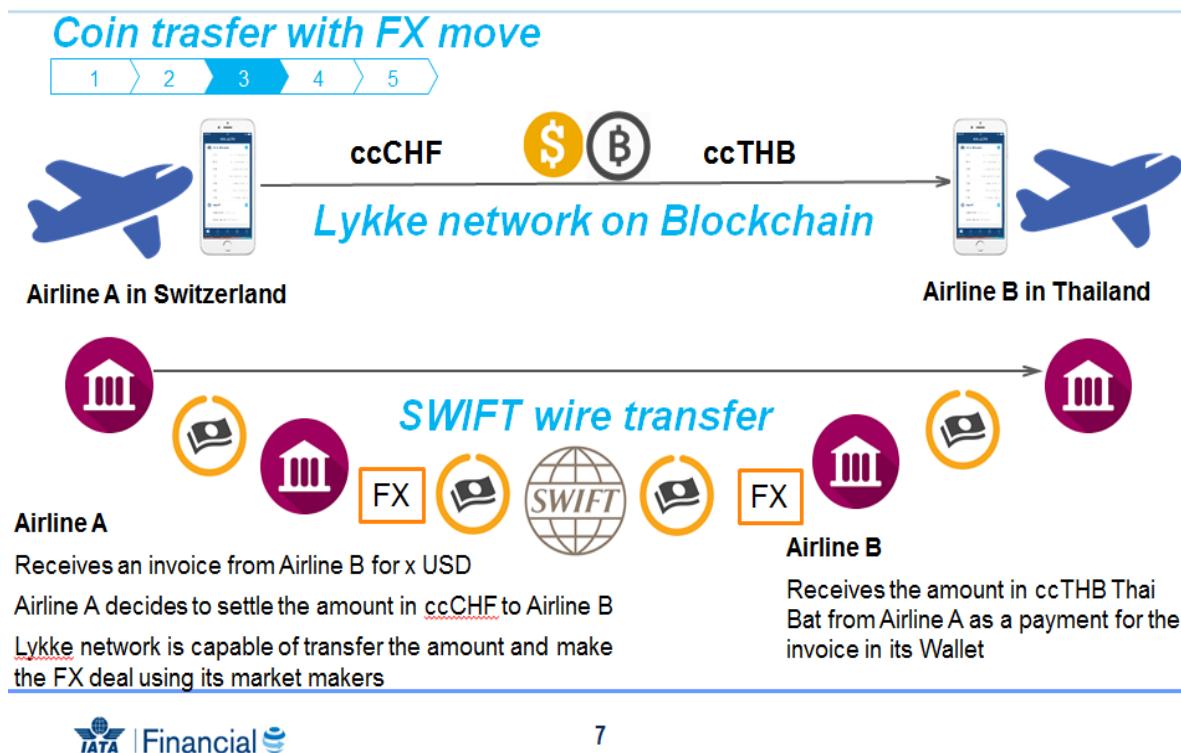 Coin trasfer with FX move
1 2 3 4 5
ccCHF
ccTHB
Lykke network on Blockchain
Airline A in Switzerland
Airline B in Thailand
SWIFT wire transfer
FX
SWIFT
FX
Airline A
Receives an invoice from Airline B for x USD
Airline A decides to settle the amount in ccCHF to Airline B
Lykke network is capable of transfer the amount and make
the FX deal using its market makers
Airline B
Receives the amount in ccTHB Thai
Bat from Airline A as a payment for the
invoice in its Wallet
IATA Financial
7